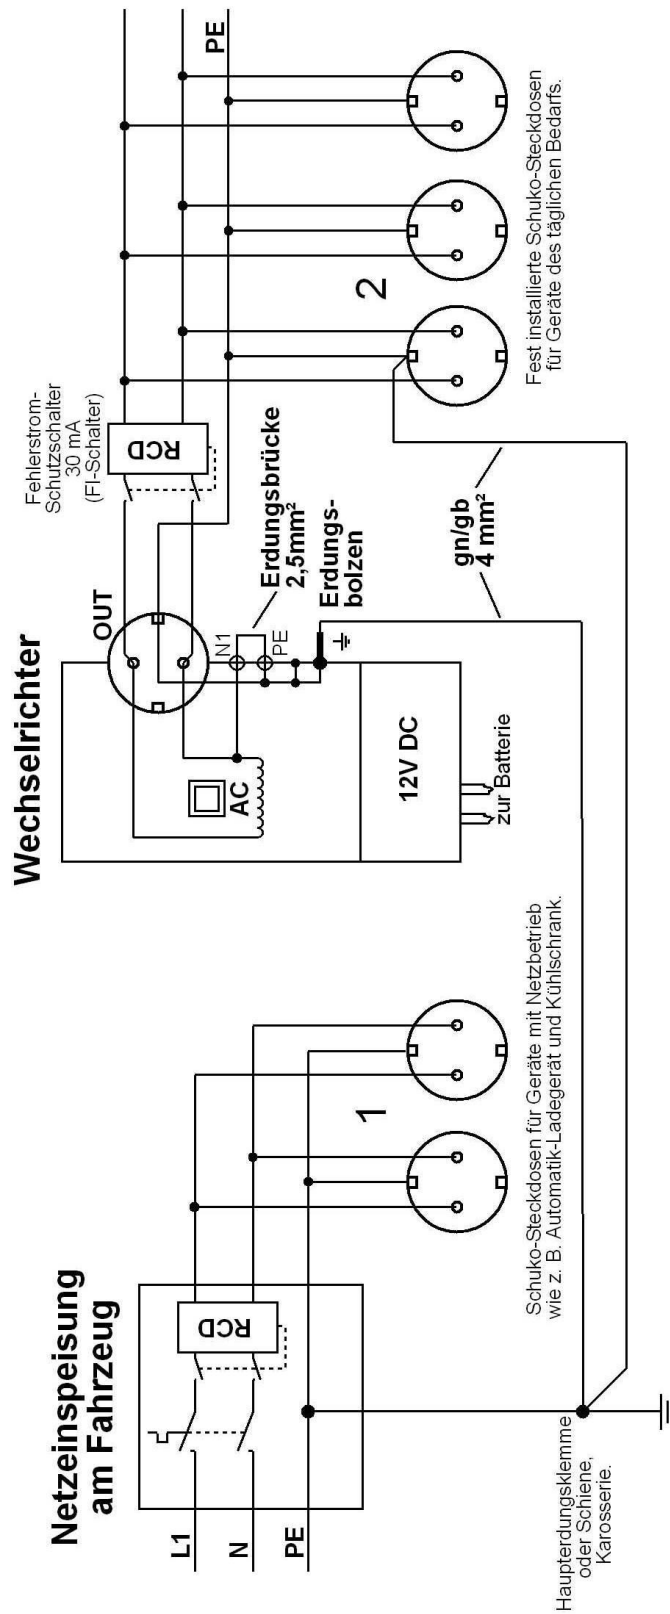 Netzeinspeisung
am Fahrzeug
L1
N
PE
RCD
1
Schuko-Steckdosen für Geräte mit Netzbetrieb
wie z. B. Automatik-Ladegerät und Kühlschrank.
Haupterdungsklemme
oder Schiene,
Karosserie.
Wechselrichter
AC
12V DC
zur Batterie
OUT
N1
PE
Erdungsbrücke
2,5mm²
Erdungs-
bolzen
gn/gb
4 mm²
Fehlerstrom-
Schutzschalter
30 mA
(FI-Schalter)
RCD
PE
2
Fest installierte Schuko-Steckdosen
für Geräte des täglichen Bedarfs.